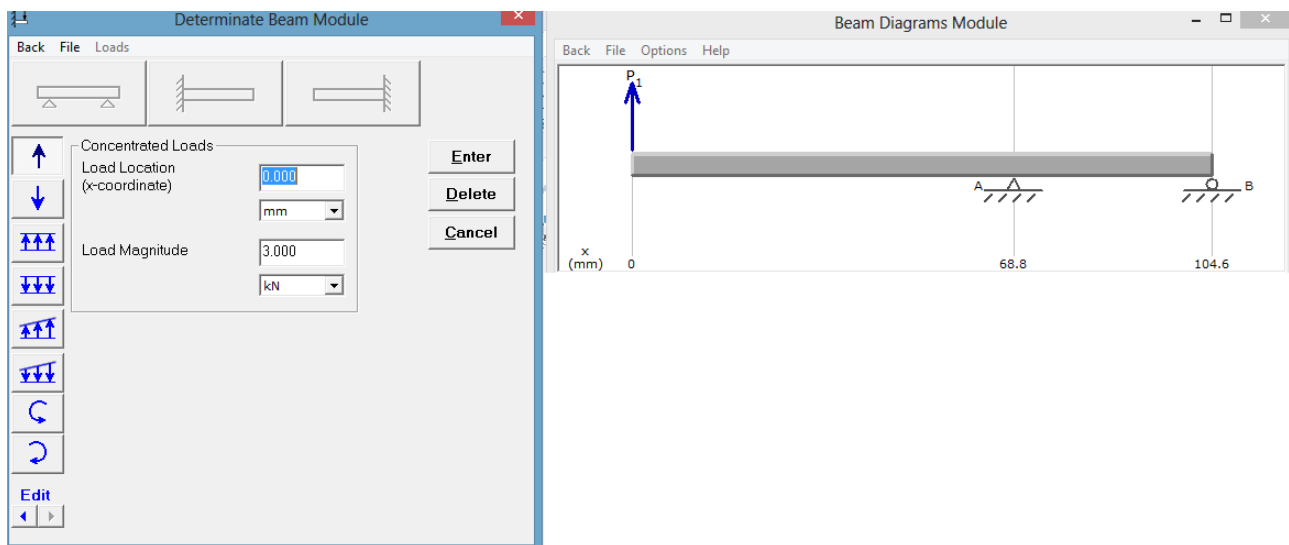 Determinate Beam Module
Back File Loads
Concentrated Loads
Load Location
(x-coordinate)
0.000
mm
Load Magnitude
3.000
kN
Enter
Delete
Cancel
Edit
Beam Diagrams Module
Back File Options Help
P1
A
B
x
(mm) 0 68.8 104.6